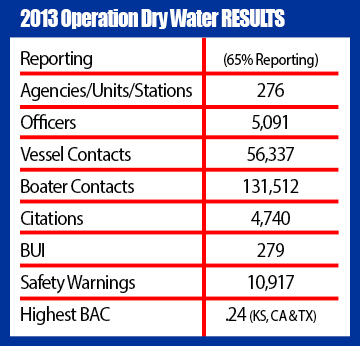 2013 Operation Dry Water RESULTS
Reporting (65% Reporting)
Agencies/Units/Stations 276
Officers 5,091
Vessel Contacts 56,337
Boater Contacts 131,512
Citations 4,740
BUI 279
Safety Warnings 10,917
Highest BAC .24 (KS, CA & TX)